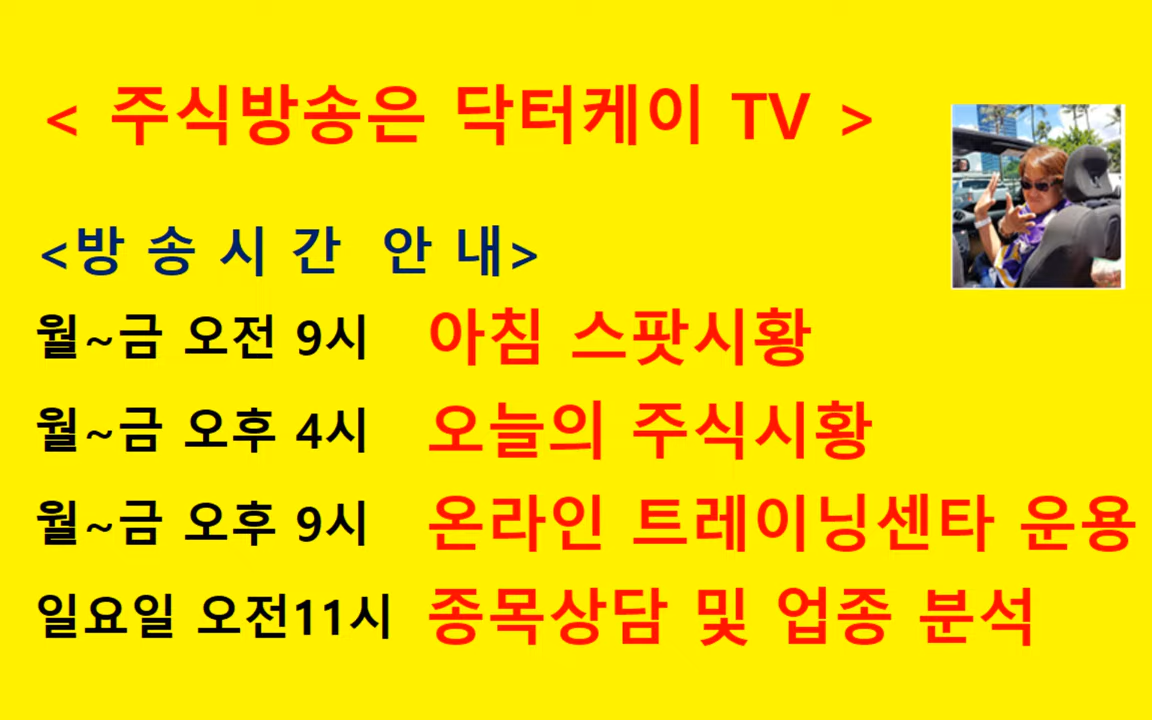 < 주식방송은 닥터케이 TV >
<방 송 시 간 안 내>
월~금 오전 9시 아침 스팟시황
월~금 오후 4시 오늘의 주식시황
월~금 오후 9시 온라인 트레이닝센타 운용
일요일 오전11시 종목상담 및 업종 분석